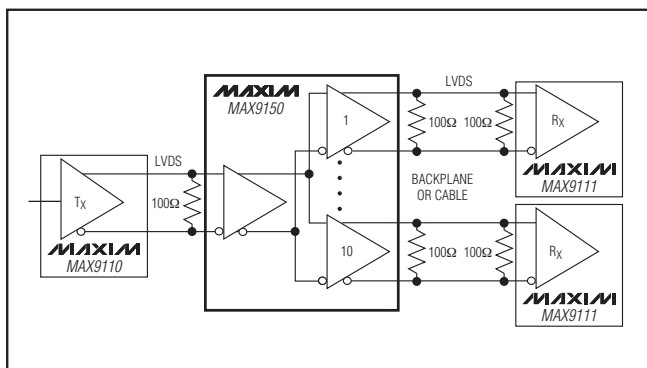 MAXIM
MAX9150
LVDS
1
100Ω
100Ω
RX
MAXIM
MAX9111
LVDS
TX
100Ω
MAXIM
MAX9110
BACKPLANE
OR CABLE
10
100Ω
100Ω
RX
MAXIM
MAX9111